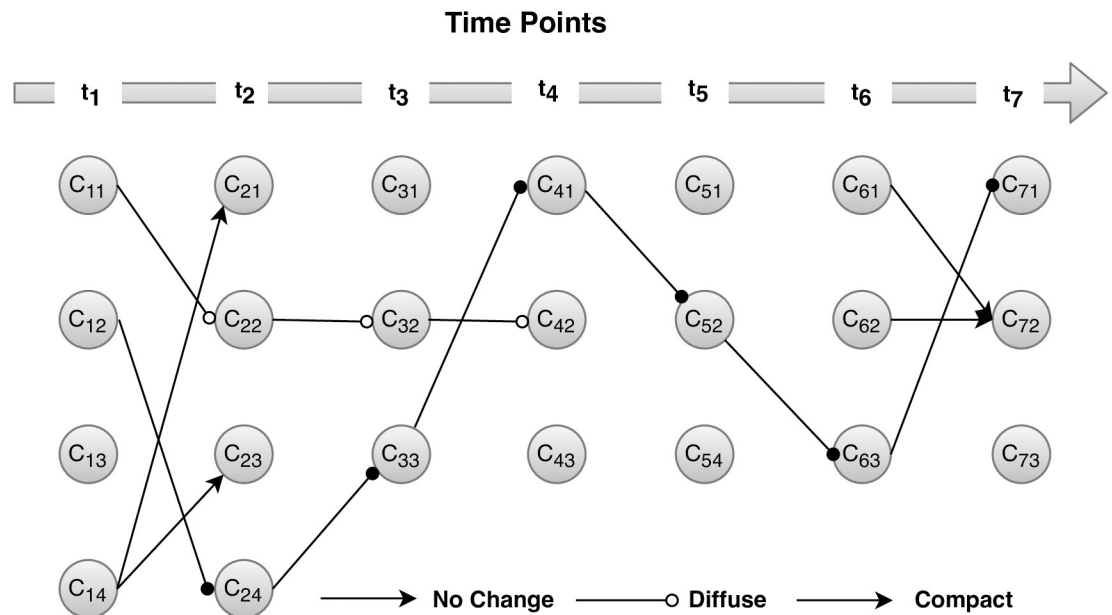 Time Points
t1 t2 t3 t4 t5 t6 t7
C11 C21 C31 C41 C51 C61 C71
C12 C22 C32 C42 C52 C62 C72
C13 C23 C33 C43 C54 C63 C73
C14 C24 No Change Diffuse Compact